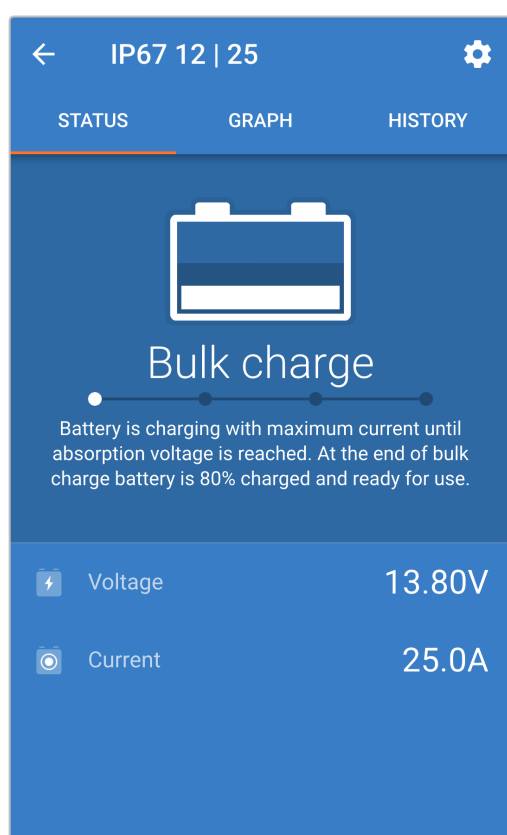 IP67 12 | 25
STATUS GRAPH HISTORY
Bulk charge
Battery is charging with maximum current until
absorption voltage is reached. At the end of bulk
charge battery is 80% charged and ready for use.
Voltage 13.80V
Current 25.0A